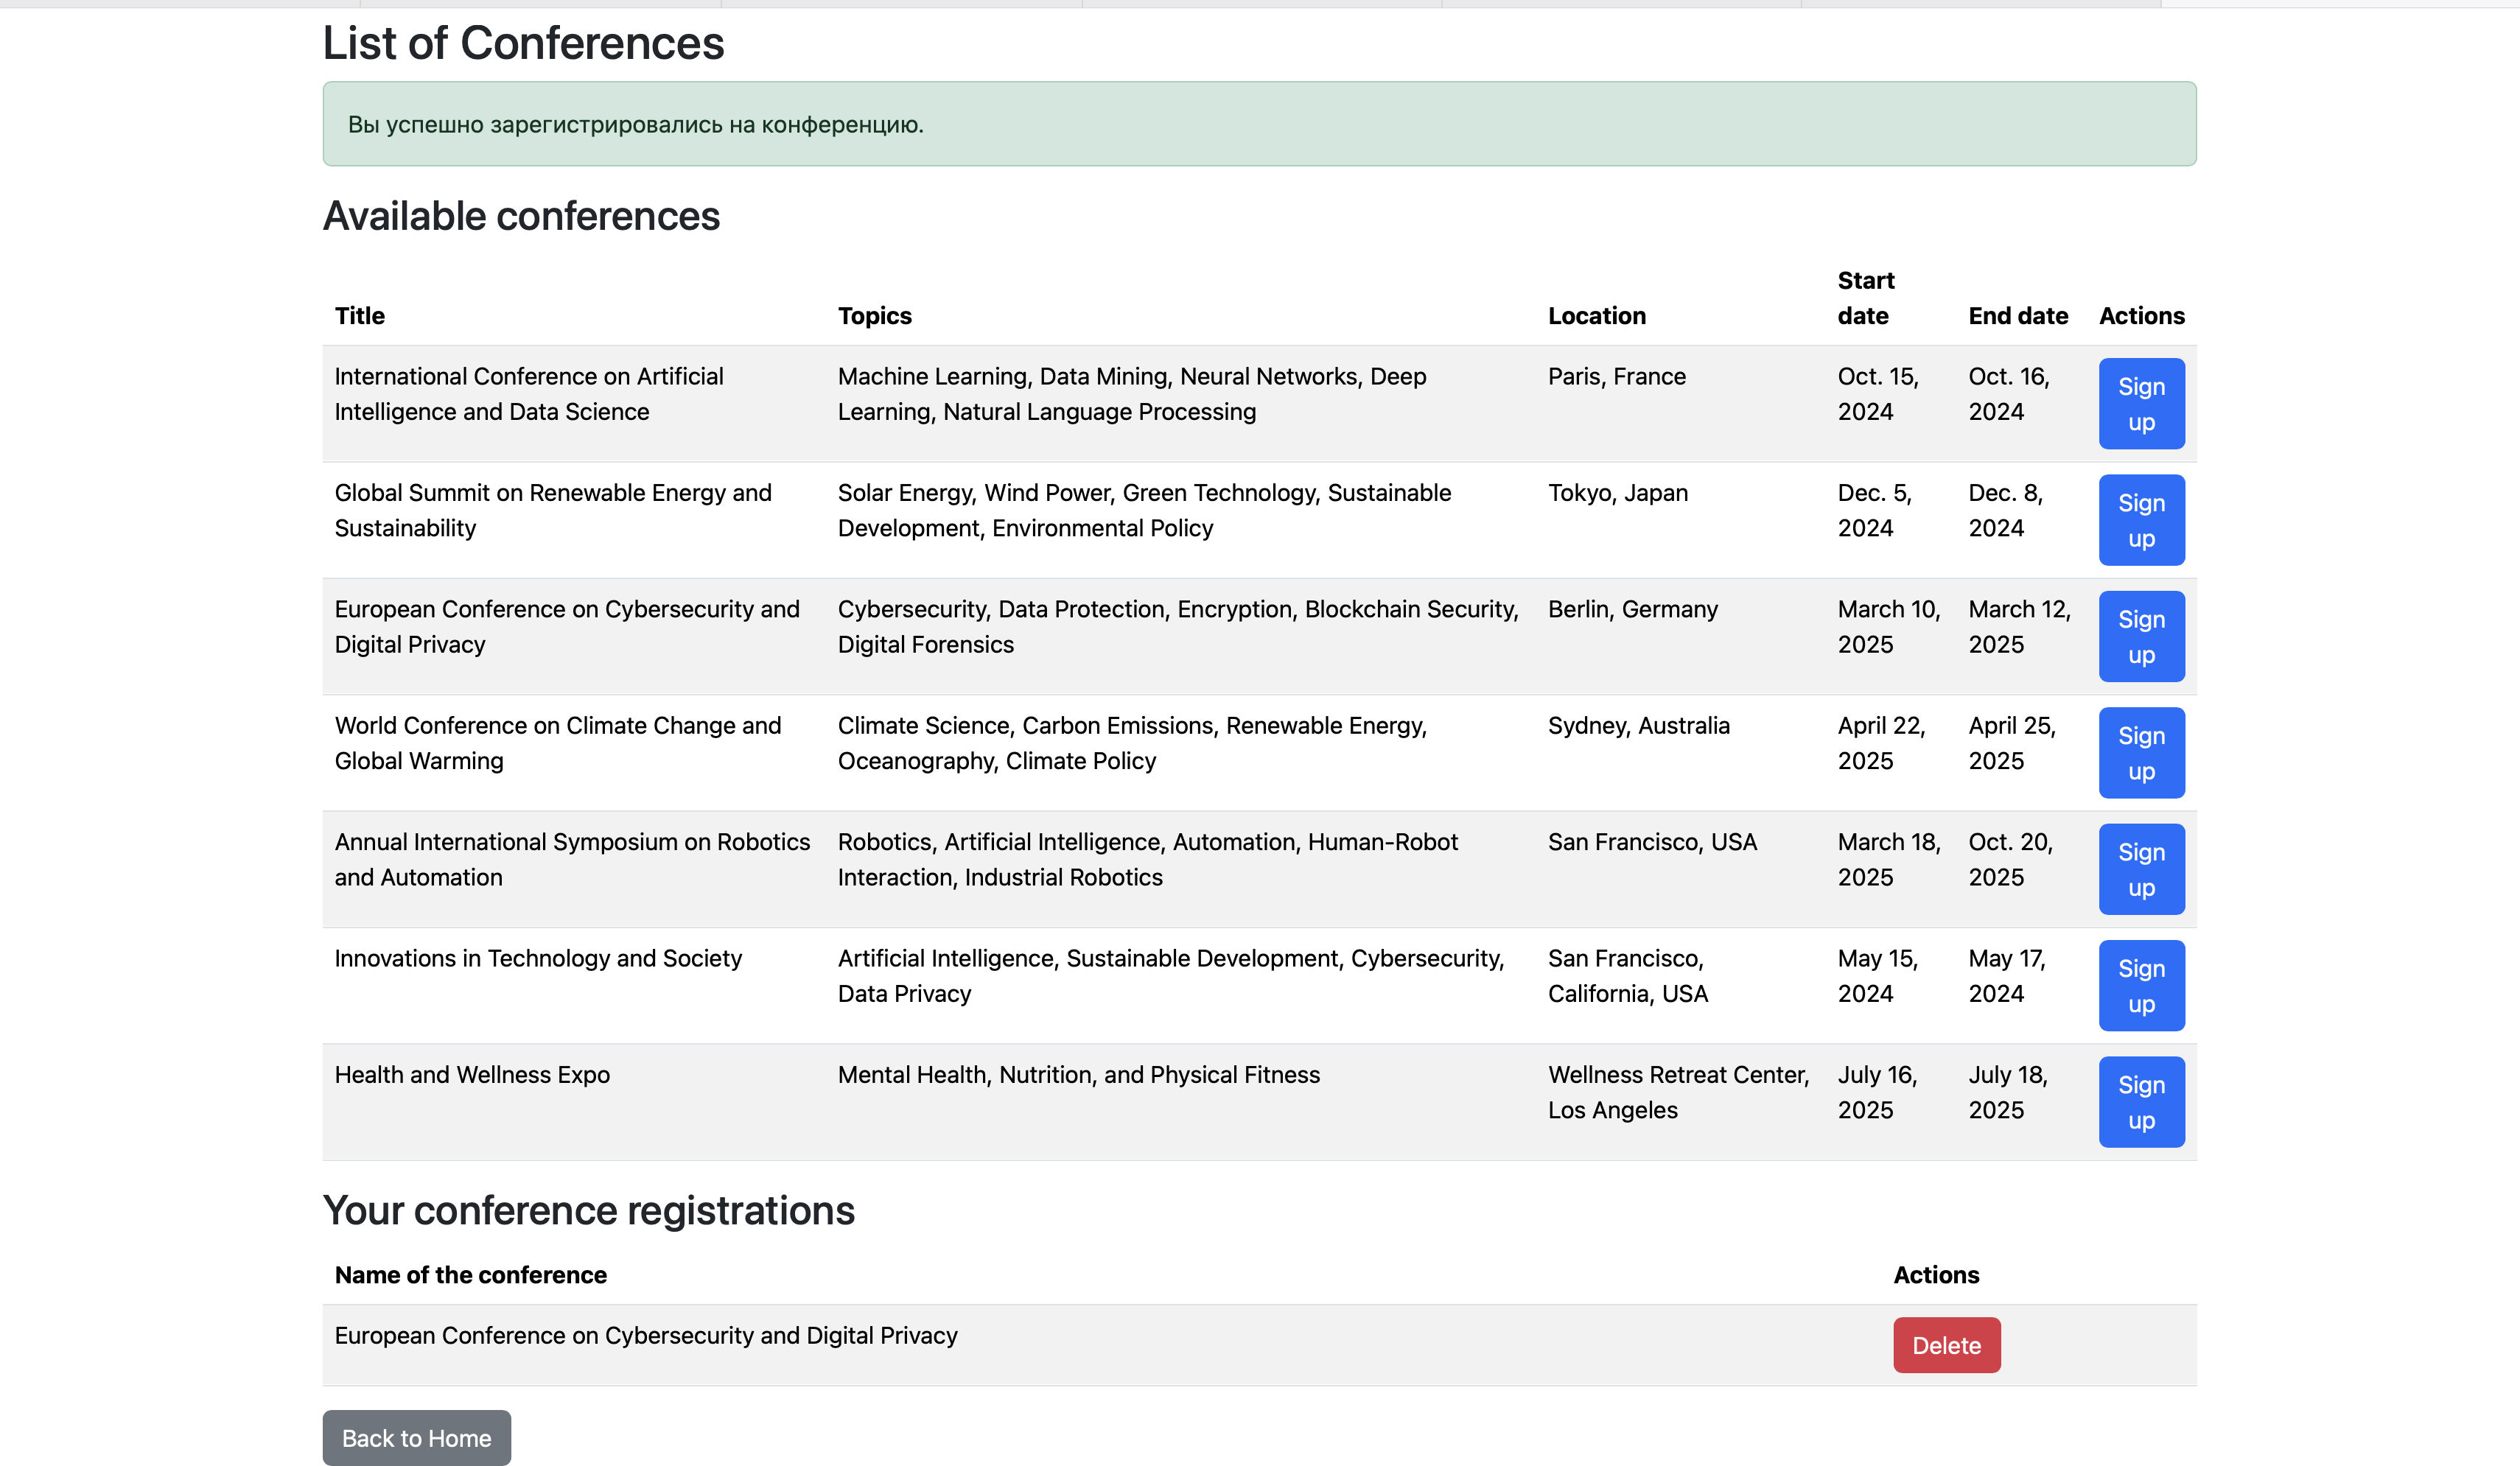 List of Conferences
Вы успешно зарегистрировались на конференцию.
Available conferences
Title Topics Location Start date End date Actions
International Conference on Artificial Intelligence and Data Science Machine Learning, Data Mining, Neural Networks, Deep Learning, Natural Language Processing Paris, France Oct. 15, 2024 Oct. 16, 2024 Sign up
Global Summit on Renewable Energy and Sustainability Solar Energy, Wind Power, Green Technology, Sustainable Development, Environmental Policy Tokyo, Japan Dec. 5, 2024 Dec. 8, 2024 Sign up
European Conference on Cybersecurity and Digital Privacy Cybersecurity, Data Protection, Encryption, Blockchain Security, Digital Forensics Berlin, Germany March 10, 2025 March 12, 2025 Sign up
World Conference on Climate Change and Global Warming Climate Science, Carbon Emissions, Renewable Energy, Oceanography, Climate Policy Sydney, Australia April 22, 2025 April 25, 2025 Sign up
Annual International Symposium on Robotics and Automation Robotics, Artificial Intelligence, Automation, Human-Robot Interaction, Industrial Robotics San Francisco, USA March 18, 2025 Oct. 20, 2025 Sign up
Innovations in Technology and Society Artificial Intelligence, Sustainable Development, Cybersecurity, Data Privacy San Francisco, California, USA May 15, 2024 May 17, 2024 Sign up
Health and Wellness Expo Mental Health, Nutrition, and Physical Fitness Wellness Retreat Center, Los Angeles July 16, 2025 July 18, 2025 Sign up
Your conference registrations
Name of the conference Actions
European Conference on Cybersecurity and Digital Privacy Delete
Back to Home